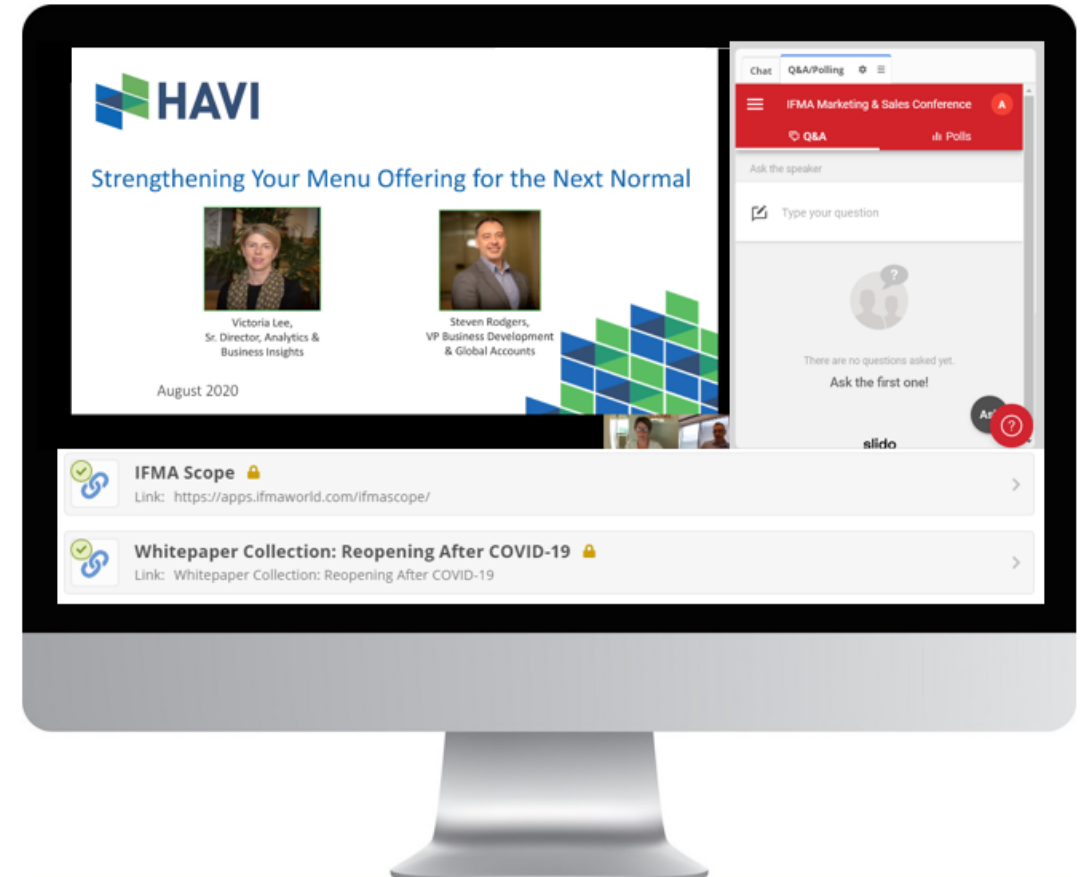 HAVI
Strengthening Your Menu Offering for the Next Normal
Victoria Lee,
Sr. Director, Analytics &
Business Insights
Steven Rodgers,
VP Business Development
& Global Accounts
August 2020
Chat Q&A/Polling
IFMA Marketing & Sales Conference A
Q&A Polls
Ask the speaker
Type your question
?
There are no questions asked yet.
Ask the first one!
?
slido
IFMA Scope
Link: https://apps.ifmaworld.com/ifmascope/
Whitepaper Collection: Reopening After COVID-19
Link: Whitepaper Collection: Reopening After COVID-19